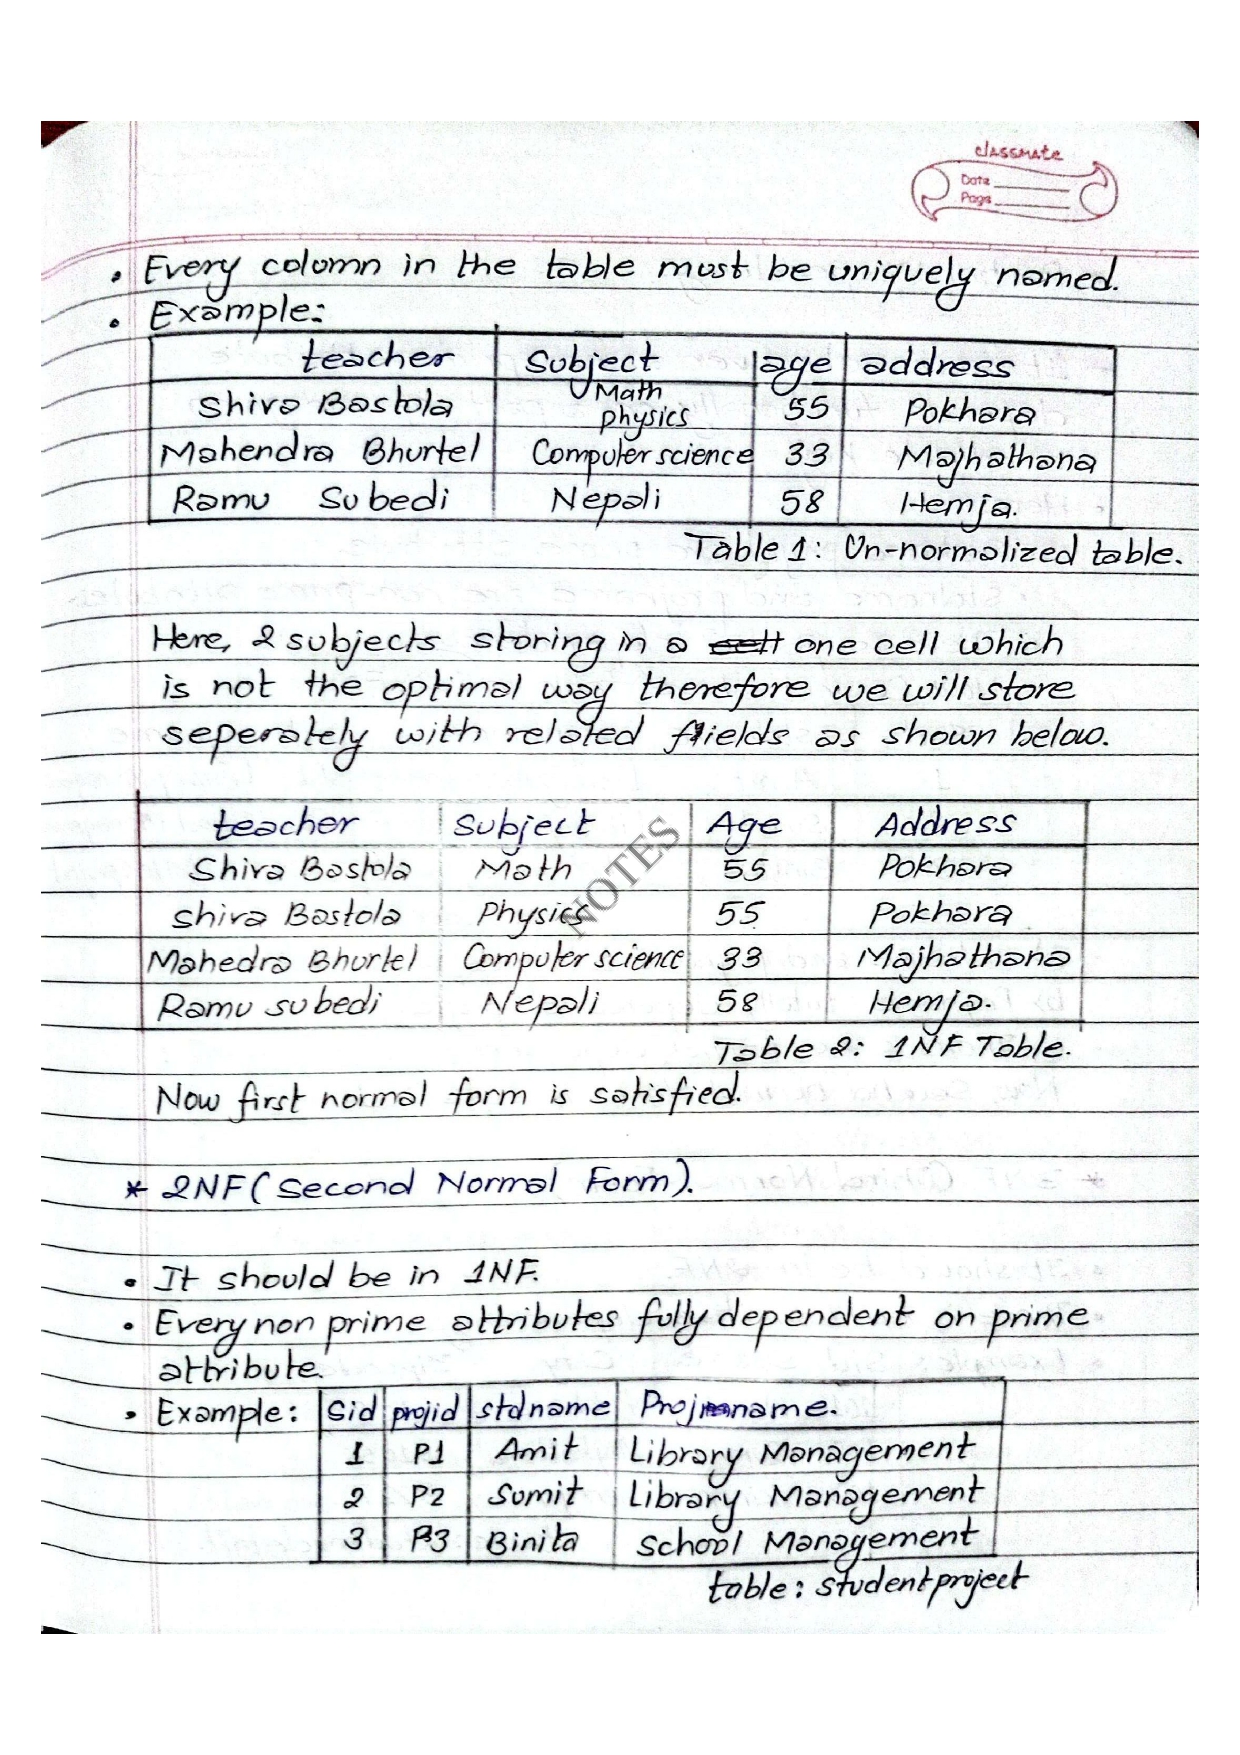 classmate
Date
Page
• Every column in the table must be uniquely named.
• Example:
teacher Subject age address
Shiva Bastola Math physics 55 Pokhara
Mahendra Bhurtel Computer science 33 Majhathana
Ramu Subedi Nepali 58 Hemja.
Table 1: Un-normalized table.
Here, 2 subjects storing in a cell one cell which
is not the optimal way therefore we will store
seperately with related fields as shown below.
teacher Subject Age Address
Shiva Bastola Math 55 Pokhara
shiva Bastola Physics 55 Pokhara
Mahedra Bhurtel Computer science 33 Majhathana
Ramu subedi Nepali 58 Hemja.
NOTES
Table 2: 1NF Table.
Now first normal form is satisfied.
* 2NF (Second Normal Form).
• It should be in 1NF.
• Every non prime attributes fully dependent on prime
attribute.
• Example:
Sid projid stdname Projname.
1 P1 Amit Library Management
2 P2 Sumit Library Management
3 P3 Binita School Management
table: studentproject